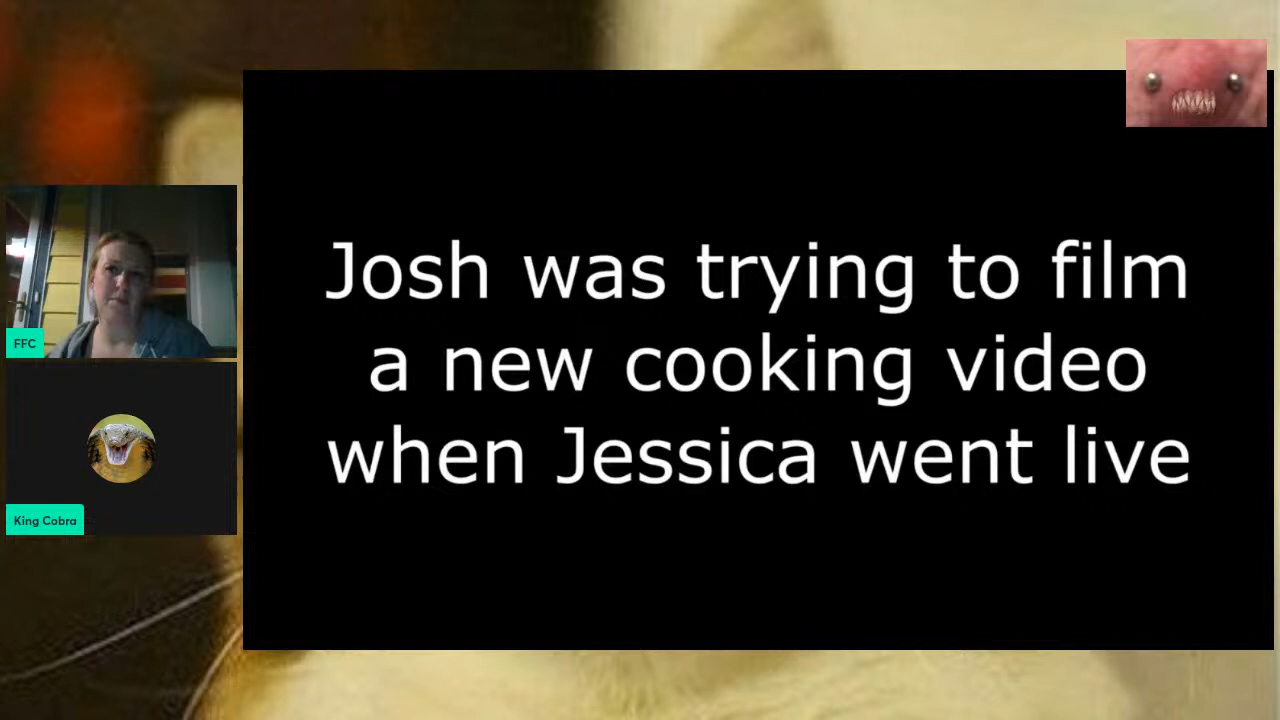 Josh was trying to film
a new cooking video
when Jessica went live
FFC
King Cobra